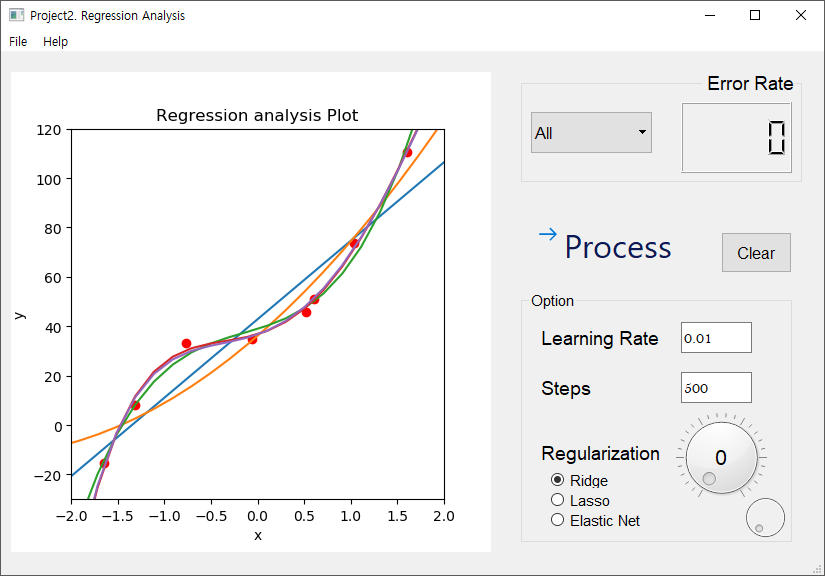 Project2. Regression Analysis
File Help
Regression analysis Plot
120
100
80
60
40
20
0
−20
y
−2.0 −1.5 −1.0 −0.5 0.0 0.5 1.0 1.5 2.0
x
Error Rate
All
0
Process
Clear
Option
Learning Rate 0.01
Steps 500
Regularization
0
Ridge
Lasso
Elastic Net